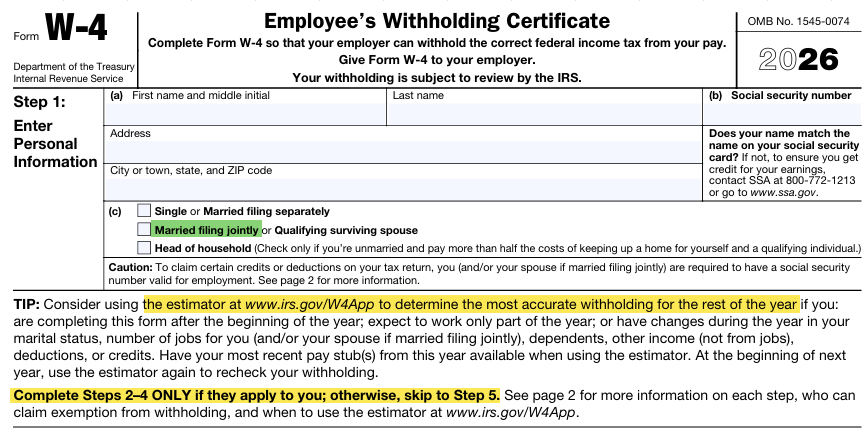 Form W-4
Department of the Treasury
Internal Revenue Service
Employee’s Withholding Certificate
Complete Form W-4 so that your employer can withhold the correct federal income tax from your pay.
Give Form W-4 to your employer.
Your withholding is subject to review by the IRS.
OMB No. 1545-0074
2026
Step 1:
Enter
Personal
Information
(a) First name and middle initial
Last name
(b) Social security number
Address
City or town, state, and ZIP code
Does your name match the
name on your social security
card? If not, to ensure you get
credit for your earnings,
contact SSA at 800-772-1213
or go to www.ssa.gov.
(c) Single or Married filing separately
Married filing jointly or Qualifying surviving spouse
Head of household (Check only if you’re unmarried and pay more than half the costs of keeping up a home for yourself and a qualifying individual.)
Caution: To claim certain credits or deductions on your tax return, you (and/or your spouse if married filing jointly) are required to have a social security
number valid for employment. See page 2 for more information.
TIP: Consider using the estimator at www.irs.gov/W4App to determine the most accurate withholding for the rest of the year if you:
are completing this form after the beginning of the year; expect to work only part of the year; or have changes during the year in your
marital status, number of jobs for you (and/or your spouse if married filing jointly), dependents, other income (not from jobs),
deductions, or credits. Have your most recent pay stub(s) from this year available when using the estimator. At the beginning of next
year, use the estimator again to recheck your withholding.
Complete Steps 2–4 ONLY if they apply to you; otherwise, skip to Step 5. See page 2 for more information on each step, who can
claim exemption from withholding, and when to use the estimator at www.irs.gov/W4App.